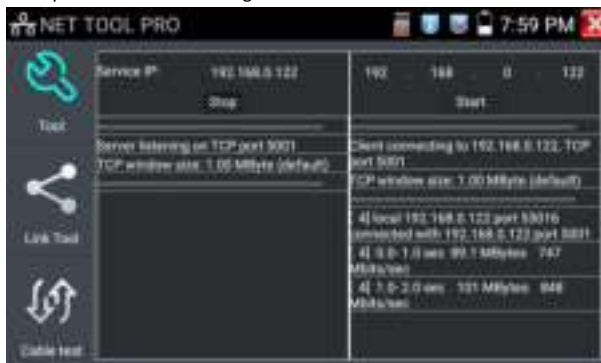 NET TOOL PRO
7:59 PM
Tool
Link Tool
Cable test
Service IP: 192.168.0.122
Stop
Server listening on TCP port 5001
TCP window size: 1.00 MByte (default)
192 . 168 . 0 . 122
Start
Client connecting to 192.168.0.122, TCP
port 5001
TCP window size: 1.00 MByte (default)
[ 4] local 192.168.0.122 port 53016
connected with 192.168.0.122 port 5001
[ 4] 0.0- 1.0 sec 89.1 MBytes 747
Mbits/sec
[ 4] 1.0- 2.0 sec 101 MBytes 848
Mbits/sec